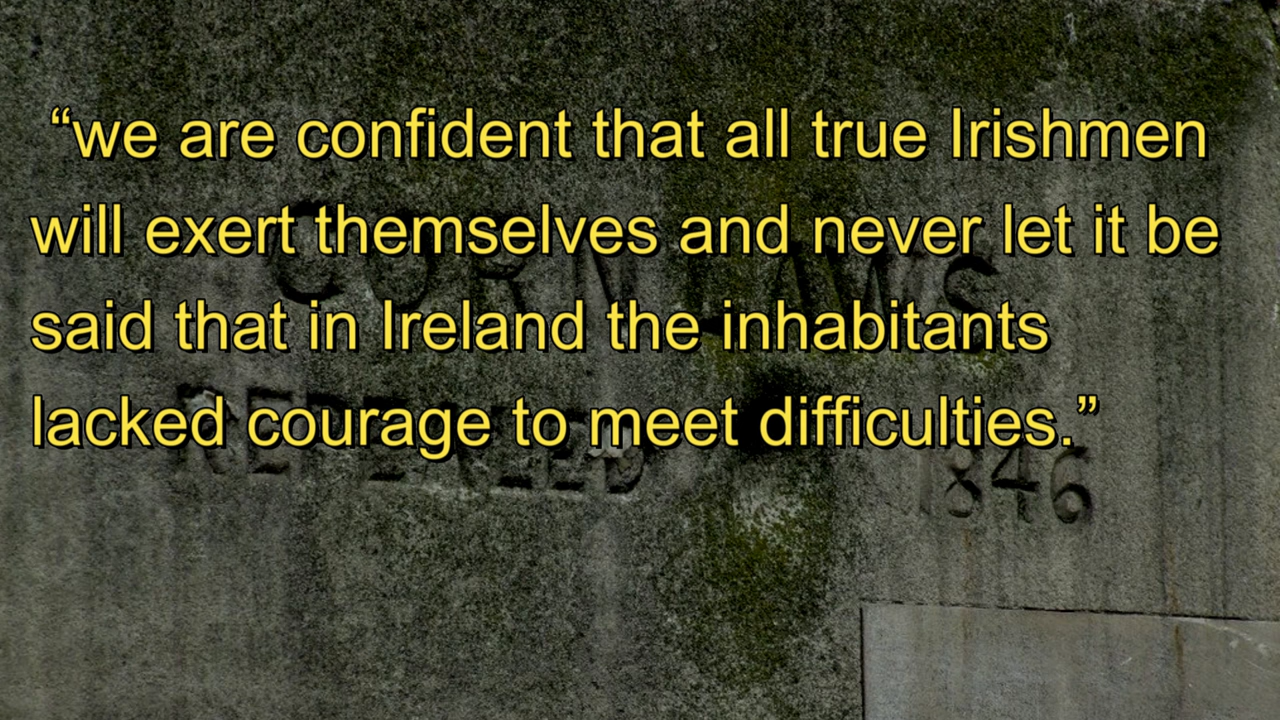 “we are confident that all true Irishmen
will exert themselves and never let it be
said that in Ireland the inhabitants
lacked courage to meet difficulties.”
CORN LAWS
REPEALED 1846